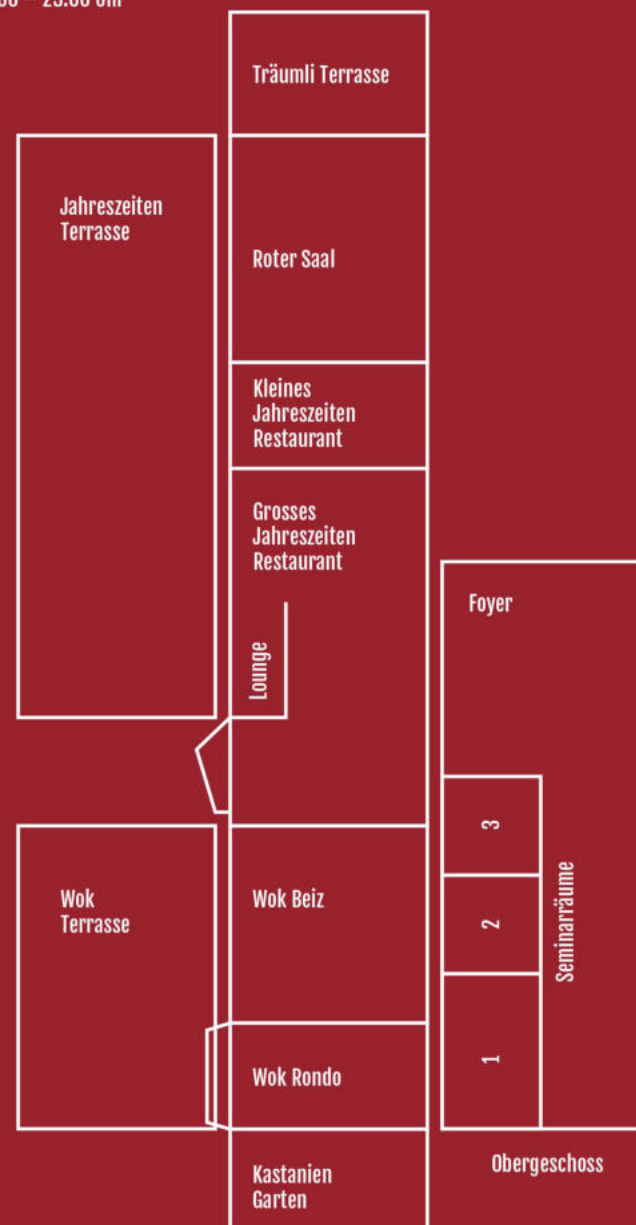 Träumli Terrasse
Jahreszeiten
Terrasse
Roter Saal
Kleines
Jahreszeiten
Restaurant
Grosses
Jahreszeiten
Restaurant
Foyer
Lounge
3
Wok
Terrasse
Wok Beiz
2
Seminarräume
1
Wok Rondo
Obergeschoss
Kastanien
Garten